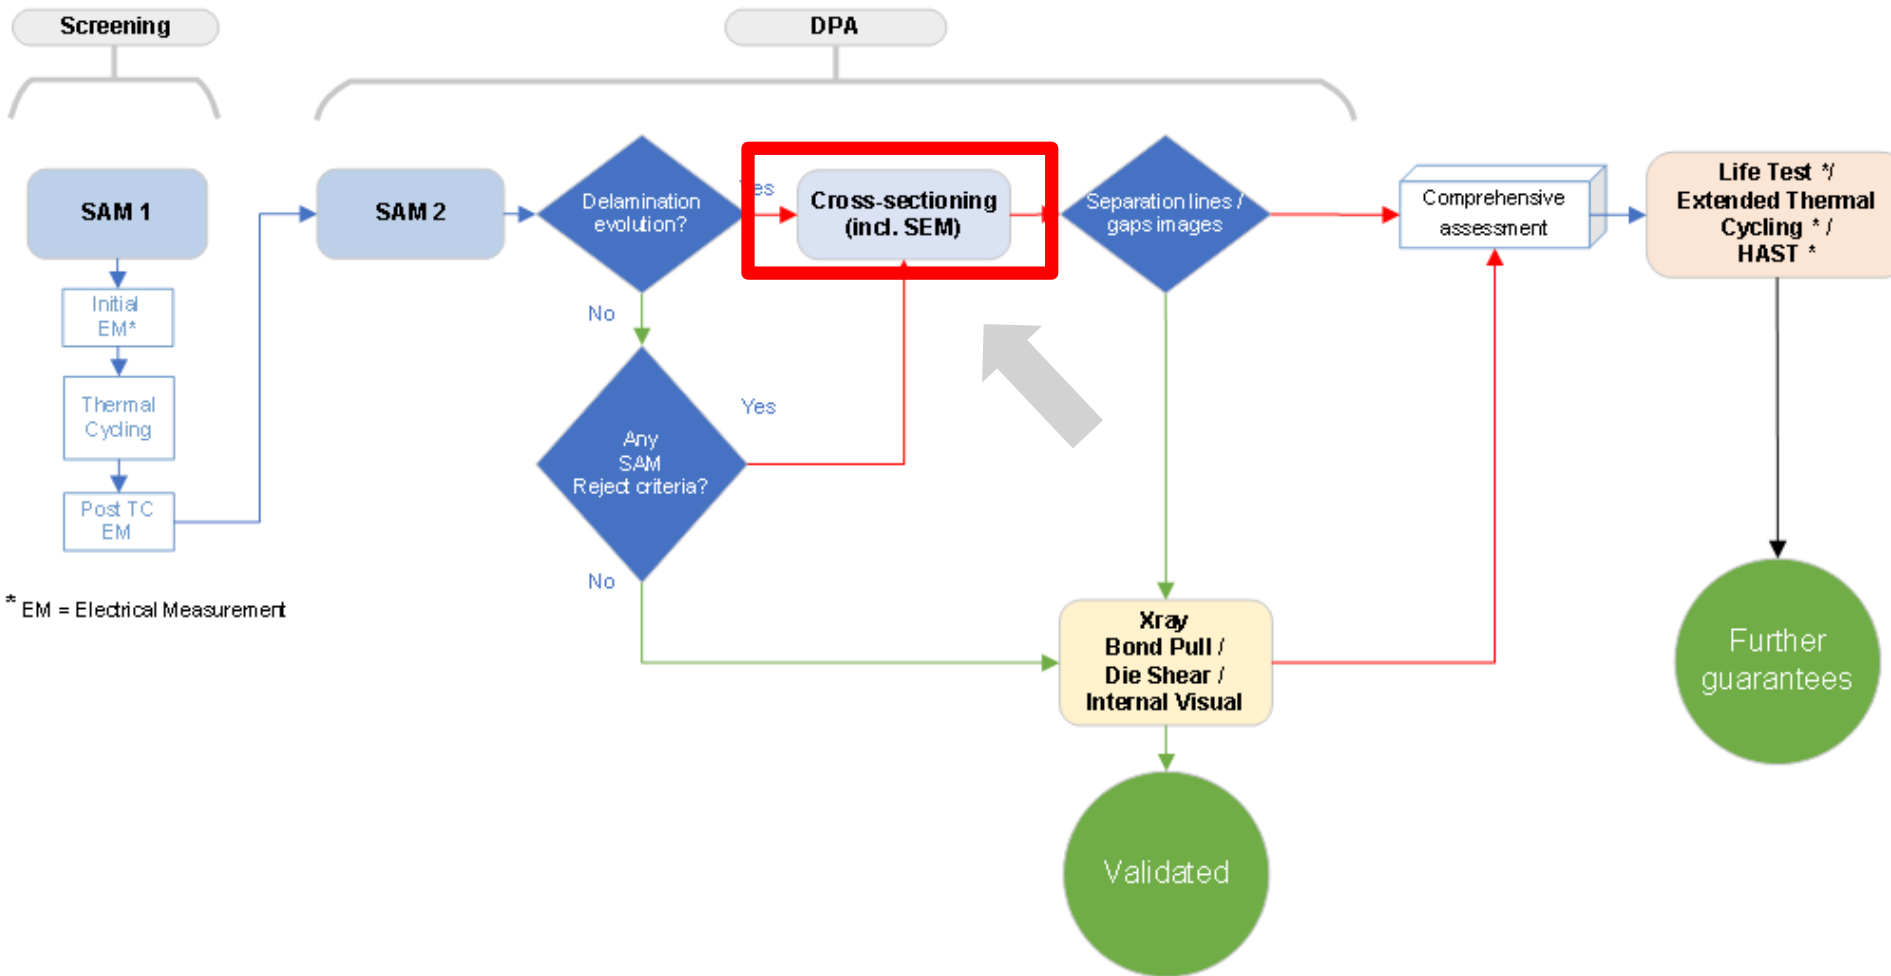 Screening
DPA
SAM 1
Initial
EM*
Thermal
Cycling
Post TC
EM
* EM = Electrical Measurement
SAM 2
Delamination
evolution?
Yes
No
Any
SAM
Reject criteria?
Yes
No
Cross-sectioning
(incl. SEM)
Separation lines /
gaps images
Xray
Bond Pull /
Die Shear /
Internal Visual
Validated
Comprehensive
assessment
Life Test */
Extended Thermal
Cycling * /
HAST *
Further
guarantees